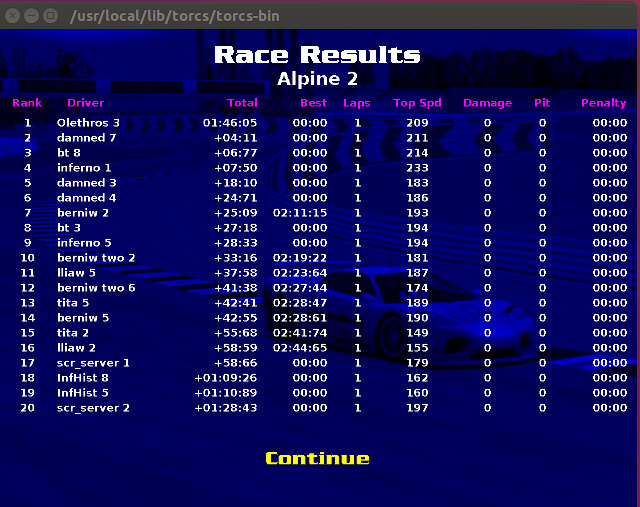 /usr/local/lib/torcs/torcs-bin
Race Results
Alpine 2
Rank Driver Total Best Laps Top Spd Damage Pit Penalty
1 Olethros 3 01:46:05 00:00 1 209 0 0 00:00
2 damned 7 +04:11 00:00 1 211 0 0 00:00
3 bt 8 +06:77 00:00 1 214 0 0 00:00
4 inferno 1 +07:50 00:00 1 233 0 0 00:00
5 damned 3 +18:10 00:00 1 183 0 0 00:00
6 damned 4 +24:71 00:00 1 186 0 0 00:00
7 berniw 2 +25:09 02:11:15 1 193 0 0 00:00
8 bt 3 +27:18 00:00 1 194 0 0 00:00
9 inferno 5 +28:33 00:00 1 194 0 0 00:00
10 berniw two 2 +33:16 02:19:22 1 181 0 0 00:00
11 lliaw 5 +37:58 02:23:64 1 187 0 0 00:00
12 berniw two 6 +41:38 02:27:44 1 174 0 0 00:00
13 tita 5 +42:41 02:28:47 1 189 0 0 00:00
14 berniw 5 +42:55 02:28:61 1 190 0 0 00:00
15 tita 2 +55:68 02:41:74 1 149 0 0 00:00
16 lliaw 2 +58:59 02:44:65 1 155 0 0 00:00
17 scr_server 1 +58:66 00:00 1 179 0 0 00:00
18 InfHist 8 +01:09:26 00:00 1 162 0 0 00:00
19 InfHist 5 +01:10:89 00:00 1 160 0 0 00:00
20 scr_server 2 +01:28:43 00:00 1 197 0 0 00:00
Continue